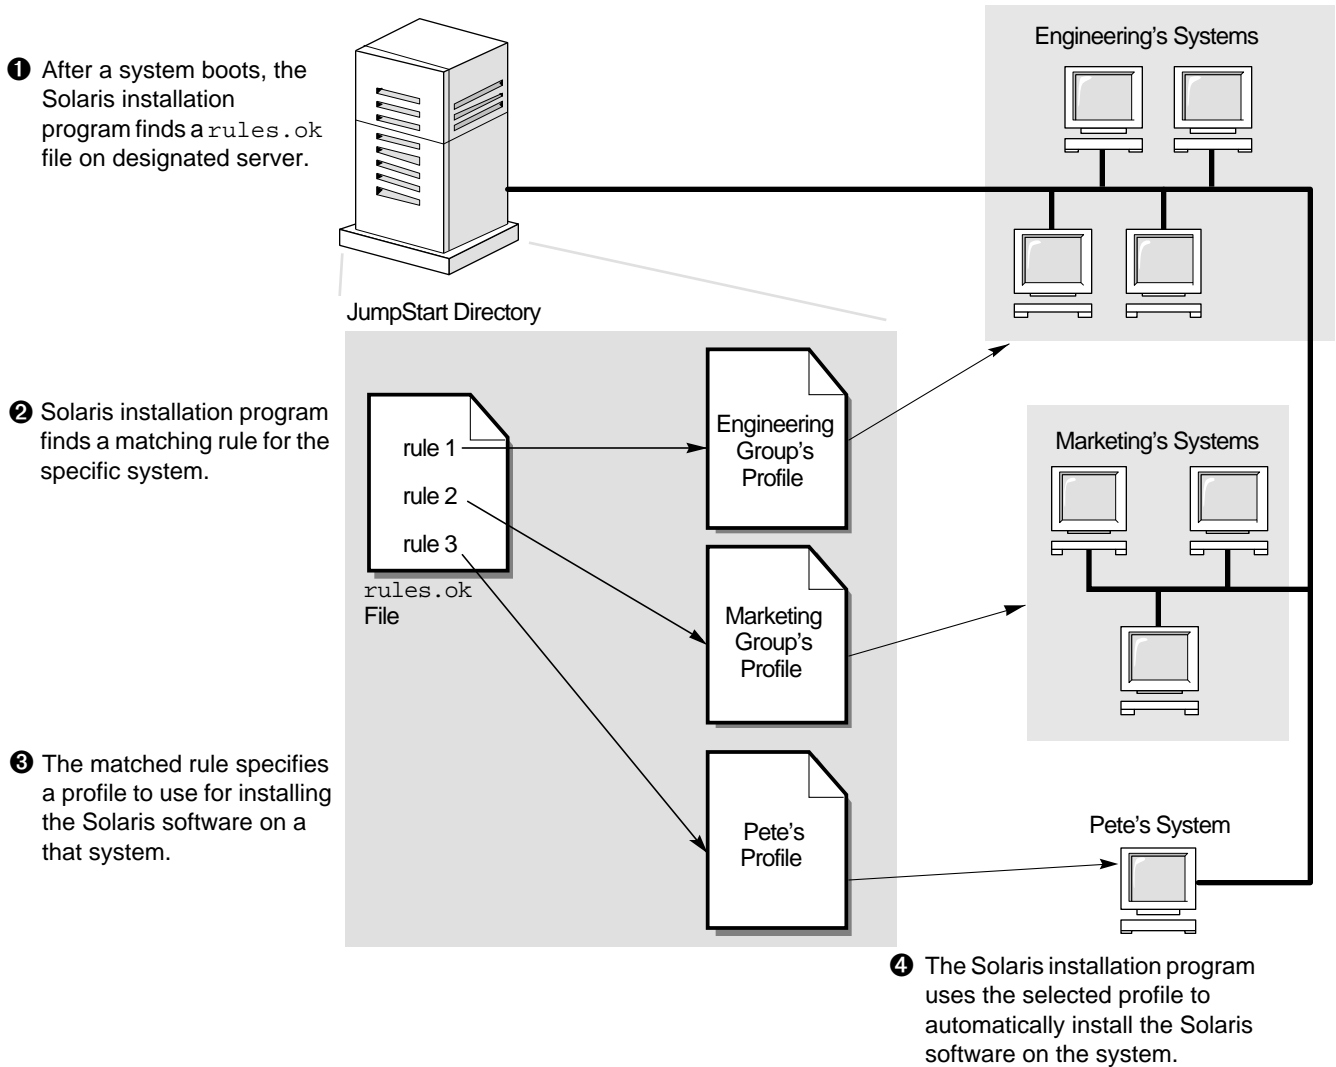 ❶ After a system boots, the
Solaris installation
program finds a rules.ok
file on designated server.
Engineering's Systems
JumpStart Directory
❷ Solaris installation program
finds a matching rule for the
specific system.
rule 1
rule 2
rule 3
rules.ok
File
Engineering
Group's
Profile
Marketing
Group's
Profile
Marketing's Systems
❸ The matched rule specifies
a profile to use for installing
the Solaris software on a
that system.
Pete's
Profile
Pete's System
❹ The Solaris installation program
uses the selected profile to
automatically install the Solaris
software on the system.